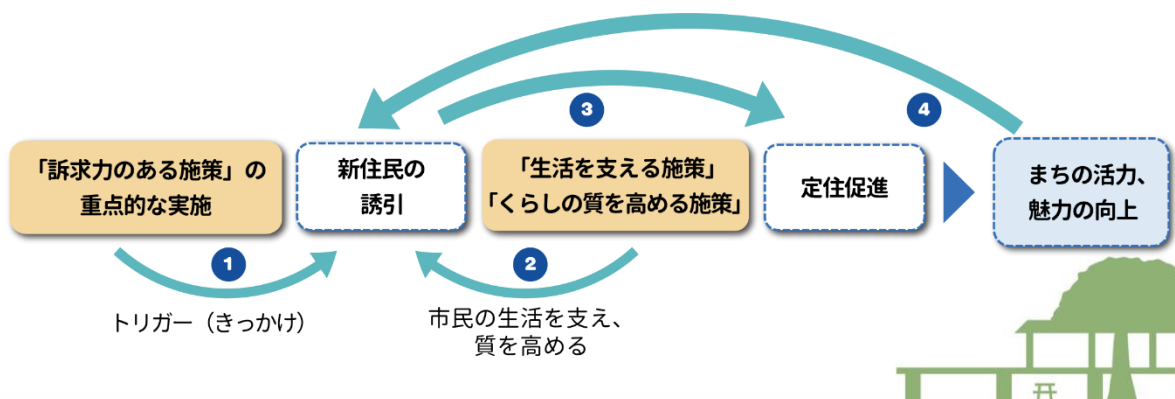 3
4
「訴求力のある施策」の
重点的な実施
新住民の
誘引
「生活を支える施策」
「くらしの質を高める施策」
定住促進
まちの活力、
魅力の向上
1
2
トリガー（きっかけ）
市民の生活を支え、
質を高める